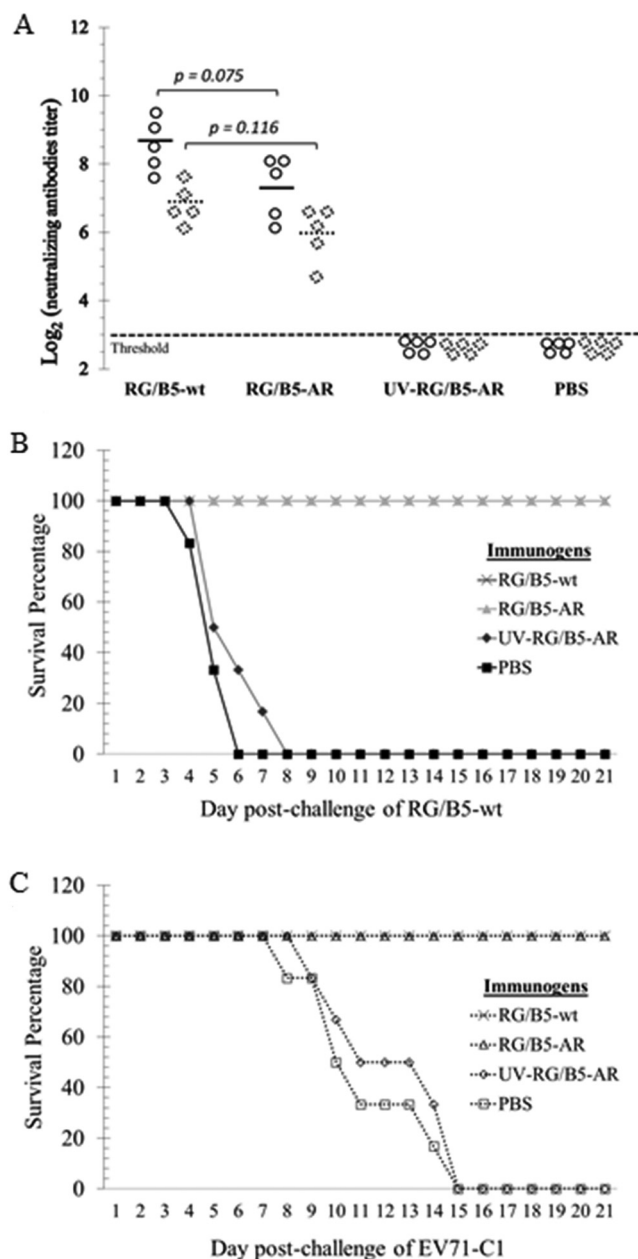 A
Log2 (neutralizing antibodies titer)
12
10
8
6
4
2
p = 0.075
p = 0.116
Threshold
RG/B5-wt RG/B5-AR UV-RG/B5-AR PBS
B
Survival Percentage
120
100
80
60
40
20
0
Immunogens
RG/B5-wt
RG/B5-AR
UV-RG/B5-AR
PBS
1 2 3 4 5 6 7 8 9 10 11 12 13 14 15 16 17 18 19 20 21
Day post-challenge of RG/B5-wt
C
Survival Percentage
120
100
80
60
40
20
0
Immunogens
RG/B5-wt
RG/B5-AR
UV-RG/B5-AR
PBS
1 2 3 4 5 6 7 8 9 10 11 12 13 14 15 16 17 18 19 20 21
Day post-challenge of EV71-C1